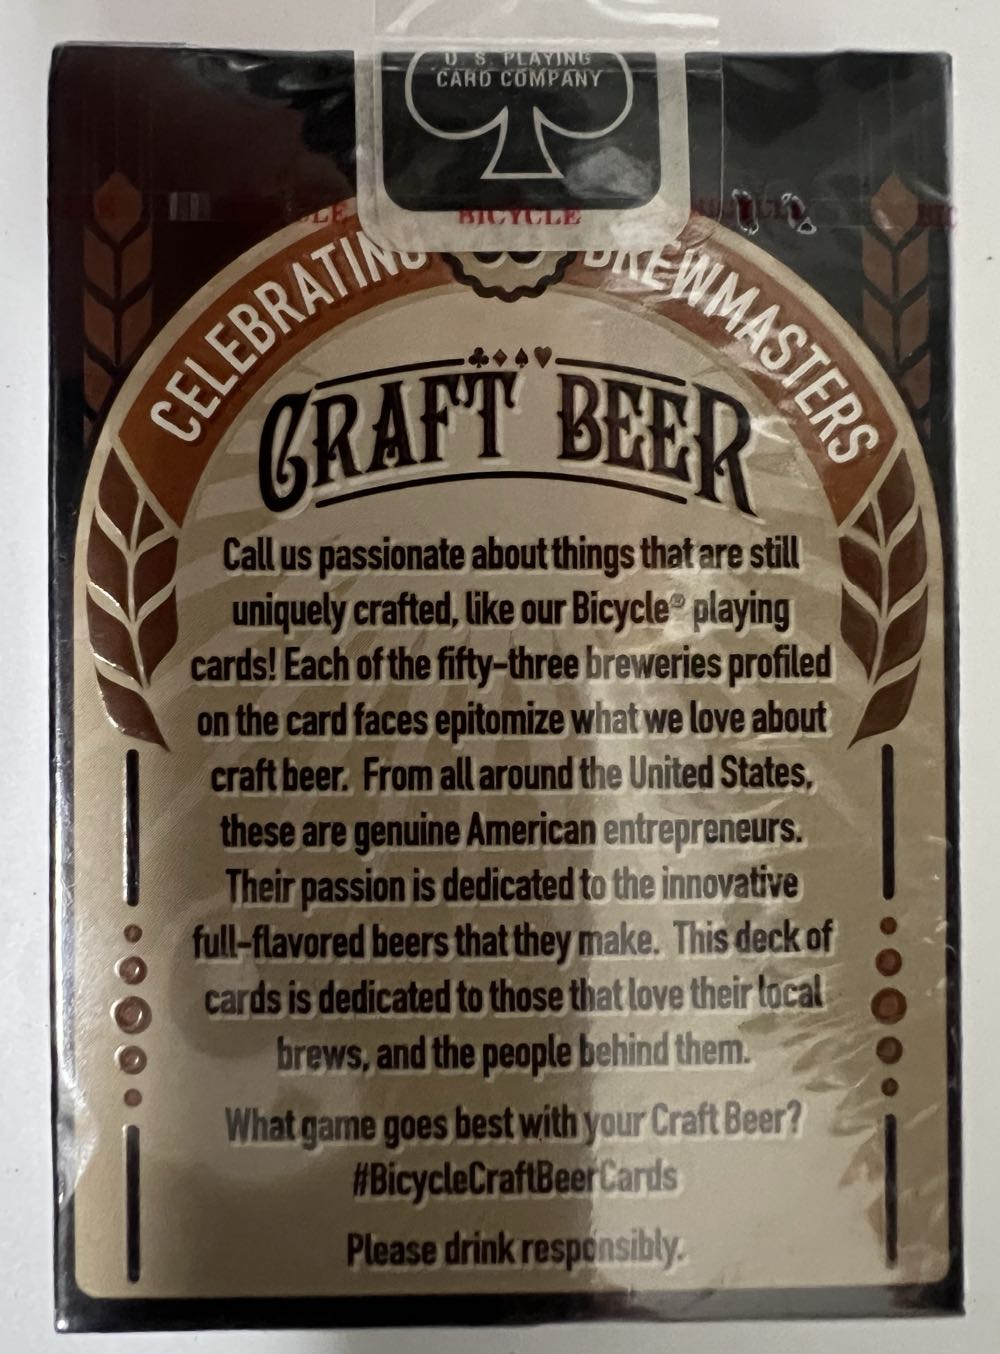 U. S. PLAYING
CARD COMPANY
BICYCLE
CELEBRATING
BREWMASTERS
CRAFT BEER
Call us passionate about things that are still
uniquely crafted, like our Bicycle® playing
cards! Each of the fifty-three breweries profiled
on the card faces epitomize what we love about
craft beer. From all around the United States,
these are genuine American entrepreneurs.
Their passion is dedicated to the innovative
full-flavored beers that they make. This deck of
cards is dedicated to those that love their local
brews, and the people behind them.
What game goes best with your Craft Beer?
#BicycleCraftBeerCards
Please drink responsibly.